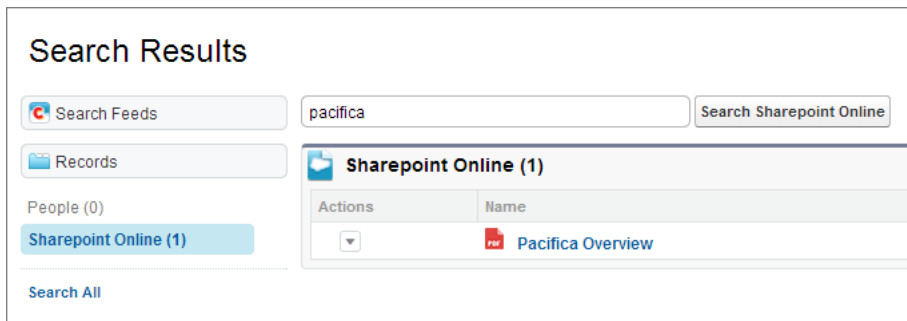 Search Results
Search Feeds
pacifica
Search Sharepoint Online
Records
Sharepoint Online (1)
Actions
Name
People (0)
Sharepoint Online (1)
PDF
Pacifica Overview
Search All